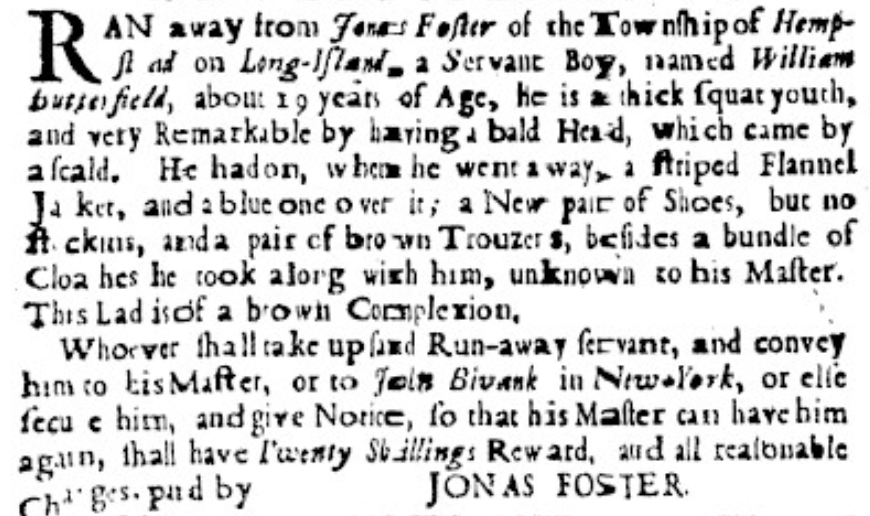 RAN away from Jonas Foster of the Townſhip of Hemp-
ſt ad on Long-Iſland, a Servant Boy, named William
Butterfield, about 19 years of Age, he is a thick ſquat youth,
and very Remarkable by having a bald Head, which came by
a ſcald. He had on, when he went away, a ſtriped Flannel
Ja ket, and a blue one over it; a New pair of Shoes, but no
ſt ckins, and a pair of brown Trouzers, beſides a bundle of
Cloa hes he took along with him, unknown to his Maſter.
This Lad is of a brown Complexion,
Whoever ſhall take up ſaid Run-away ſervant, and convey
him to his Maſter, or to John Bivank in New-York, or elſe
ſecu e him, and give Notice, ſo that his Maſter can have him
again, ſhall have Twenty Shillings Reward, and all reaſonable
Charges. paid by JONAS FOSTER.